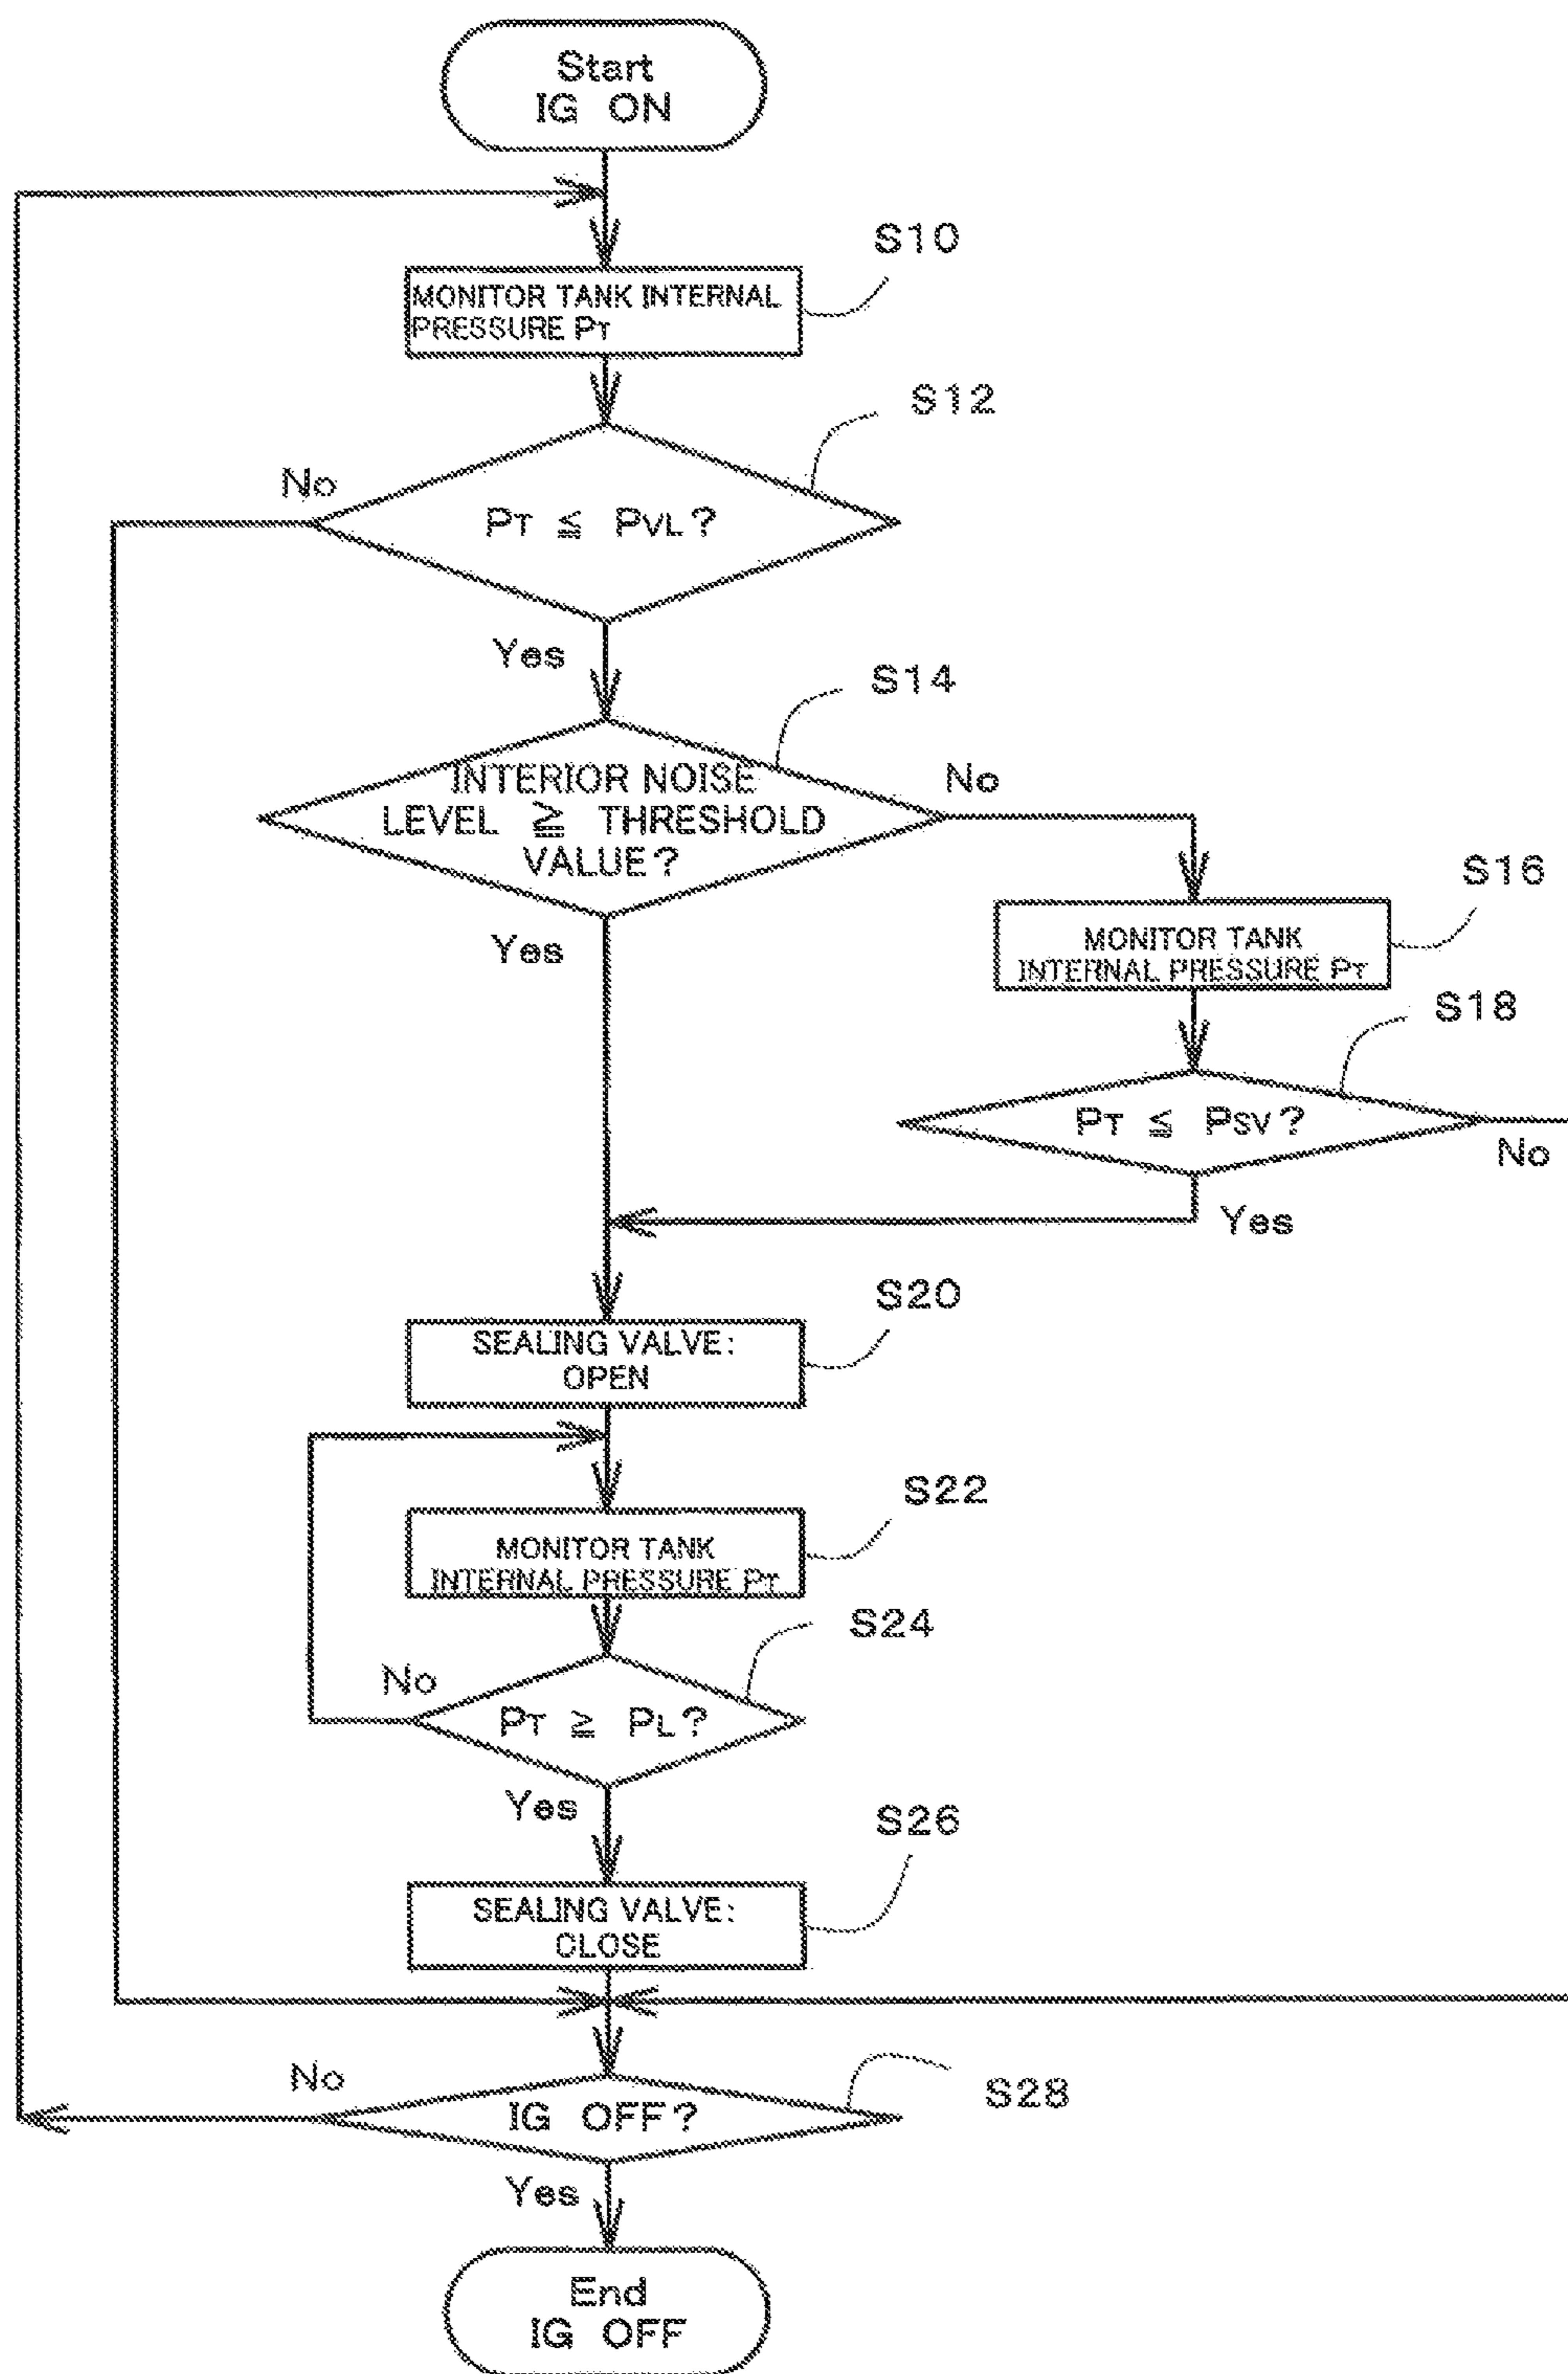 Start
IG ON
S10
MONITOR TANK INTERNAL
PRESSURE PT
S12
No
PT ≦ PVL?
Yes
S14
INTERIOR NOISE
LEVEL ≧ THRESHOLD
VALUE?
No
Yes
S16
MONITOR TANK
INTERNAL PRESSURE PT
S18
PT ≦ PSV?
No
Yes
S20
SEALING VALVE:
OPEN
S22
MONITOR TANK
INTERNAL PRESSURE PT
S24
No
PT ≧ PL?
Yes
S26
SEALING VALVE:
CLOSE
No
S28
IG OFF?
Yes
End
IG OFF